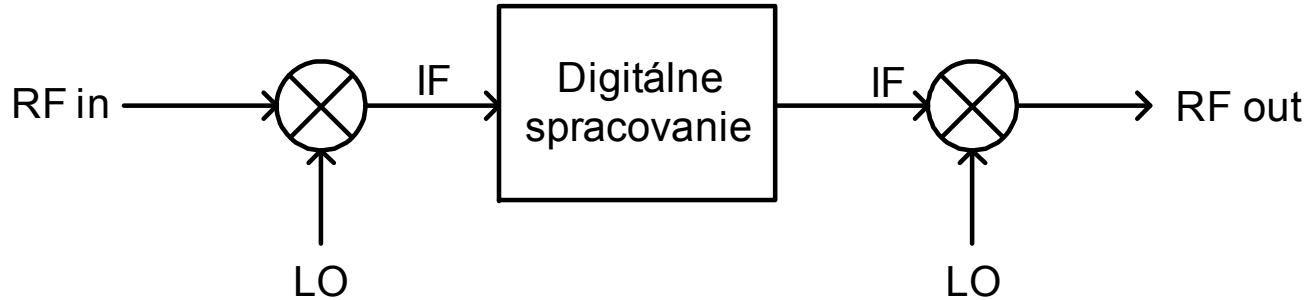 RF in
IF
Digitálne
spracovanie
IF
RF out
LO
LO